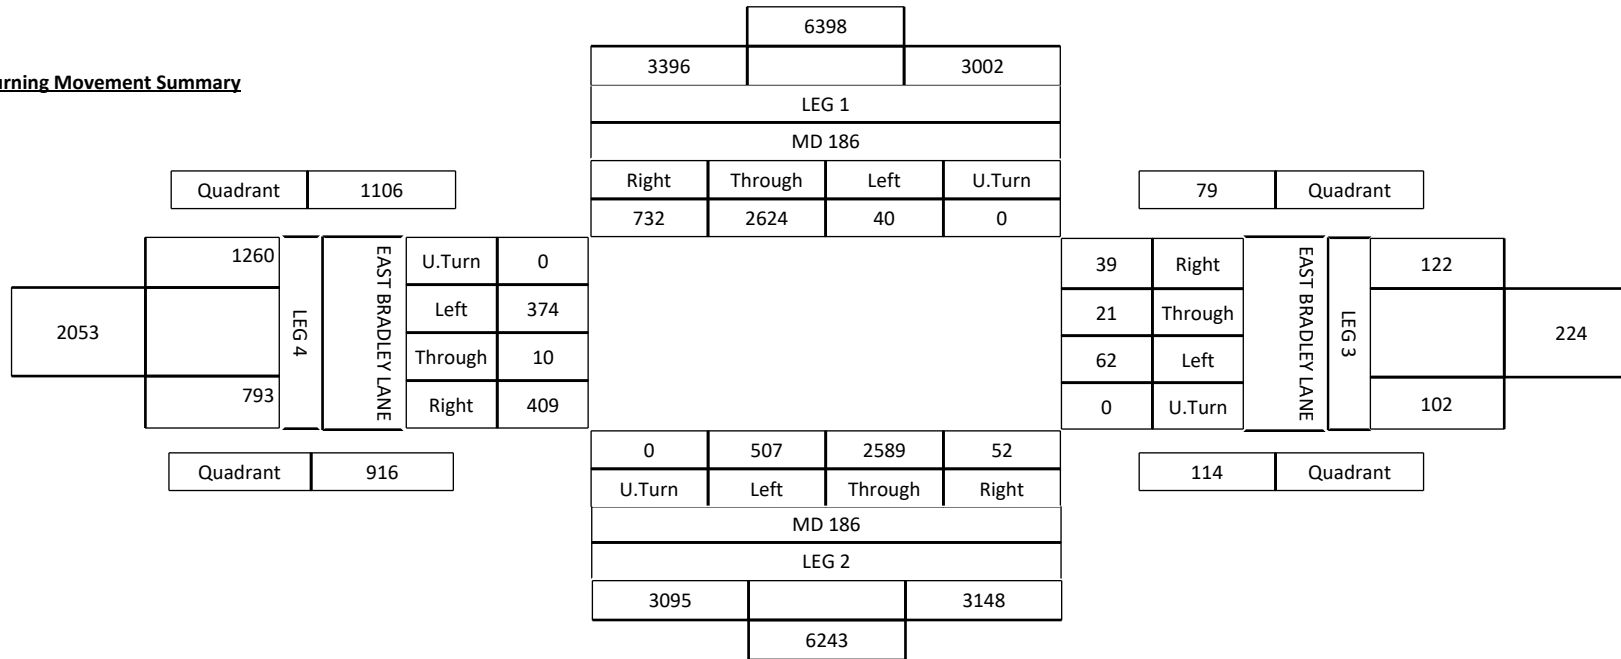 6398
3396 3002
urning Movement Summary
LEG 1
MD 186
Quadrant 1106
Right Through Left U.Turn
79 Quadrant
732 2624 40 0
1260
LEG 4
EAST BRADLEY LANE
U.Turn 0
39 Right
EAST BRADLEY LANE
LEG 3
122
2053
Left 374
21 Through
224
Through 10
62 Left
793
Right 409
0 U.Turn
102
0 507 2589 52
Quadrant 916
114 Quadrant
U.Turn Left Through Right
MD 186
LEG 2
3095 3148
6243